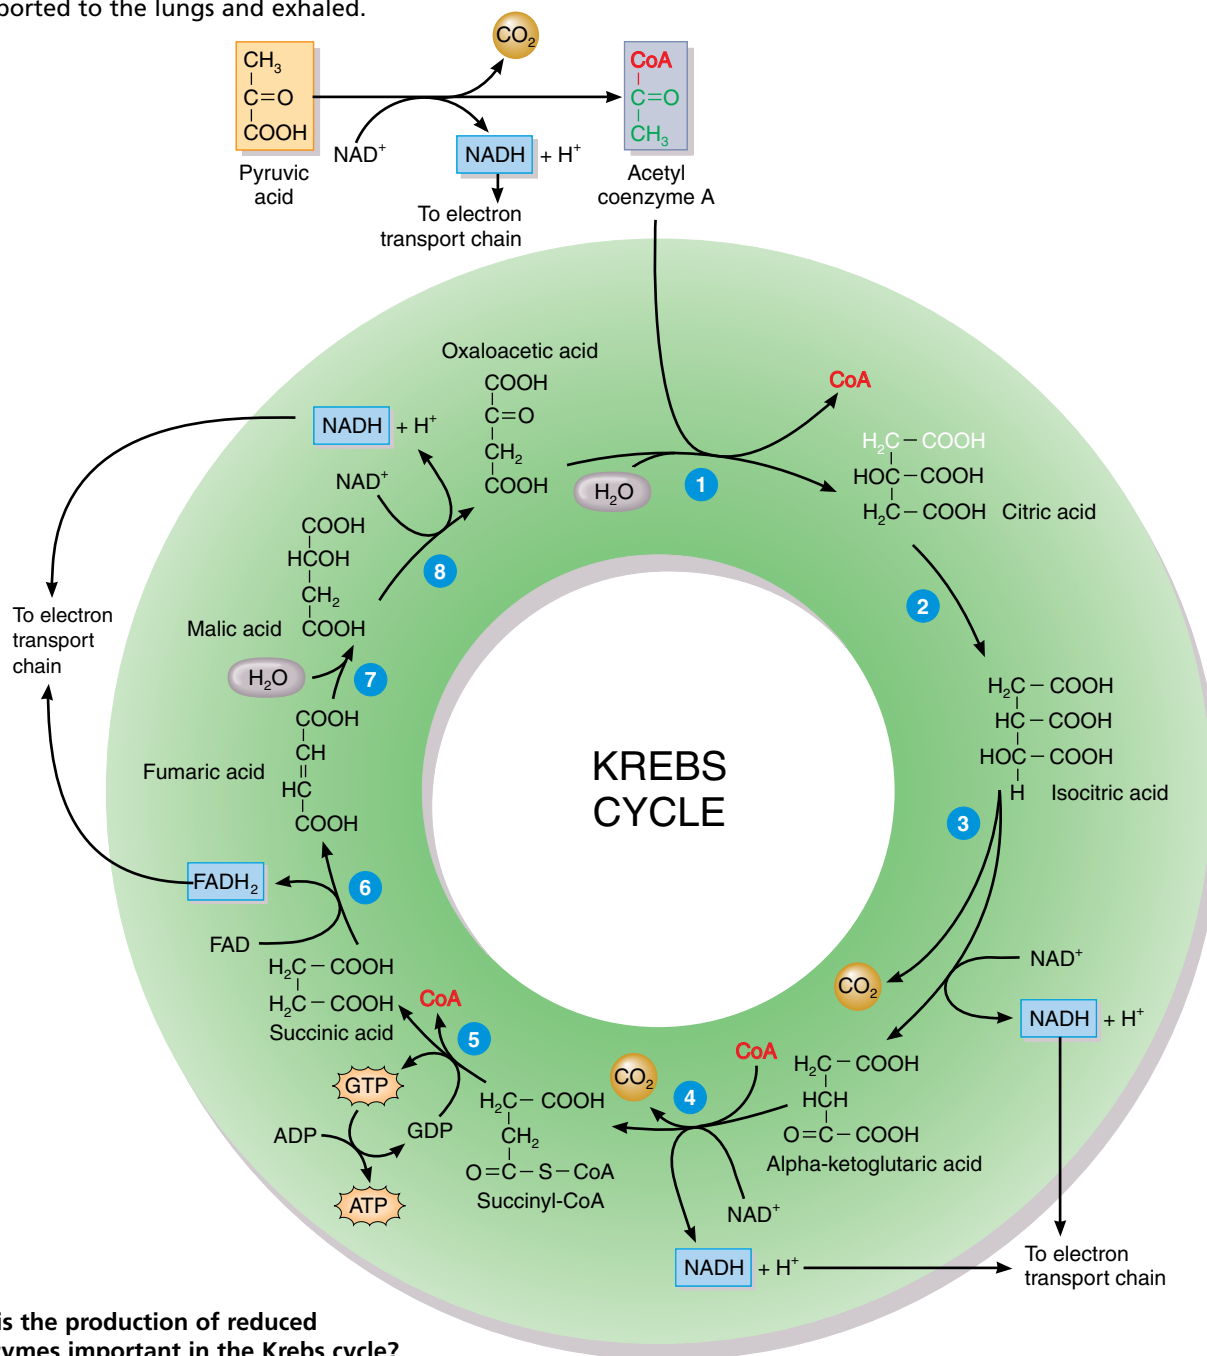 ported to the lungs and exhaled.
CO2
CH3
C=O
COOH
Pyruvic
acid
NAD+
NADH + H+
To electron
transport chain
CoA
C=O
CH3
Acetyl
coenzyme A
Oxaloacetic acid
COOH
C=O
CH2
COOH
H2O
1
CoA
H2C – COOH
HOC – COOH
H2C – COOH Citric acid
2
H2C – COOH
HC – COOH
HOC – COOH
H Isocitric acid
3
CO2
NAD+
NADH + H+
To electron
transport chain
H2C – COOH
HCH
O=C – COOH
Alpha-ketoglutaric acid
CoA
4
CO2
NAD+
NADH + H+
H2C – COOH
CH2
O=C – S – CoA
Succinyl-CoA
5
CoA
GTP
GDP
ADP
ATP
H2C – COOH
H2C – COOH
Succinic acid
6
FAD
FADH2
COOH
CH
HC
COOH
Fumaric acid
7
H2O
COOH
HCOH
CH2
COOH
Malic acid
8
NAD+
NADH + H+
To electron
transport
chain
KREBS
CYCLE
is the production of reduced
zymes important in the Krebs cycle?